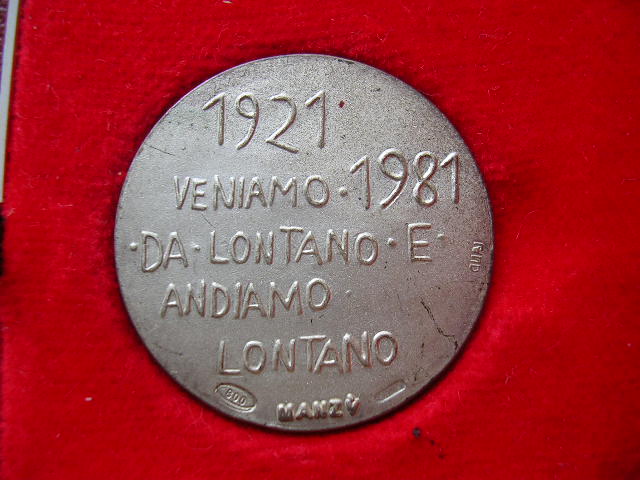 1921
VENIAMO · 1981
· DA · LONTANO · E ·
ANDIAMO ·
LONTANO
800
MANZÙ